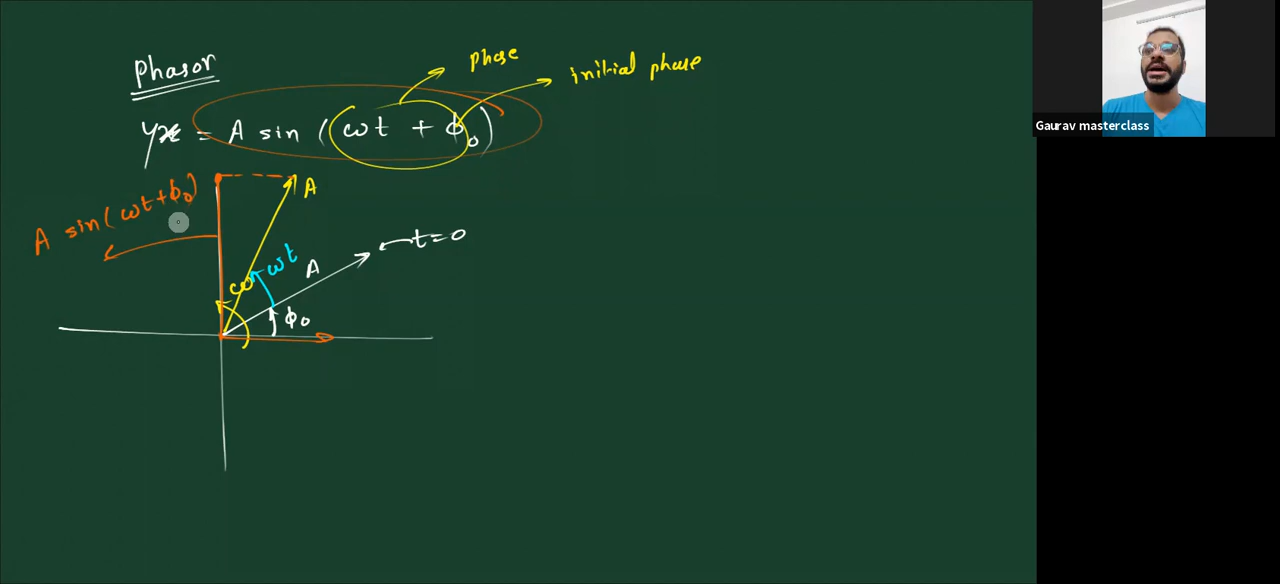 Phasor
phase
initial phase
y = A sin (ωt + ϕ₀)
Gaurav masterclass
A
A sin(ωt+ϕ₀)
t=0
ωt
A
ω
ϕ₀